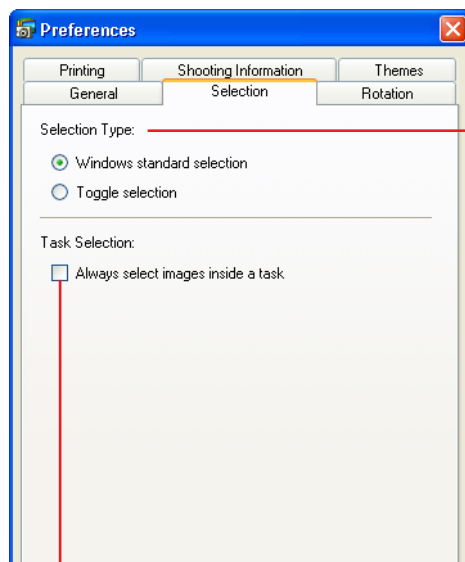 Preferences
Printing
Shooting Information
Themes
General
Selection
Rotation
Selection Type:
Windows standard selection
Toggle selection
Task Selection:
Always select images inside a task